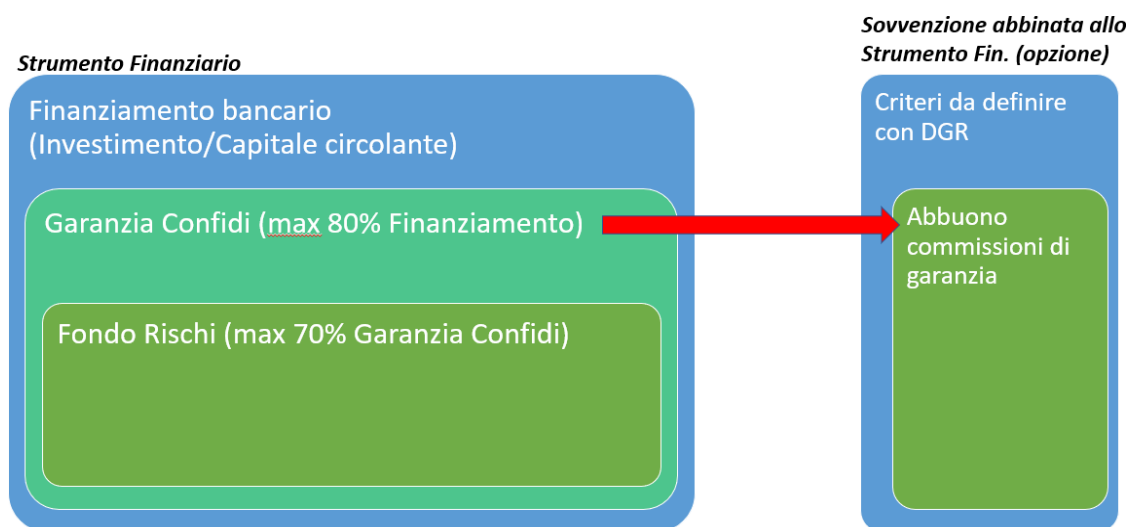 Strumento Finanziario
Finanziamento bancario
(Investimento/Capitale circolante)
Garanzia Confidi (max 80% Finanziamento)
Fondo Rischi (max 70% Garanzia Confidi)
Sovvenzione abbinata allo
Strumento Fin. (opzione)
Criteri da definire
con DGR
Abbuono
commissioni di
garanzia